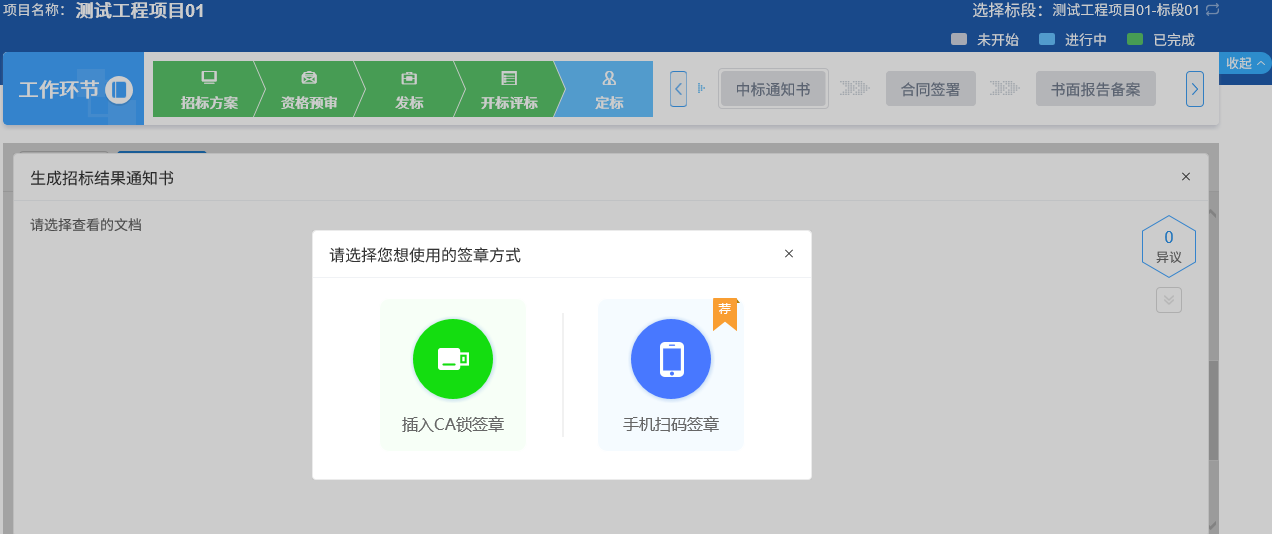 项目名称： 测试工程项目01
选择标段：测试工程项目01-标段01
未开始 进行中 已完成
收起
工作环节
招标方案 资格预审 发标 开标评标 定标
中标通知书 合同签署 书面报告备案
生成招标结果通知书 ×
请选择查看的文档
0
异议
请选择您想使用的签章方式 ×
荐
插入CA锁签章 手机扫码签章